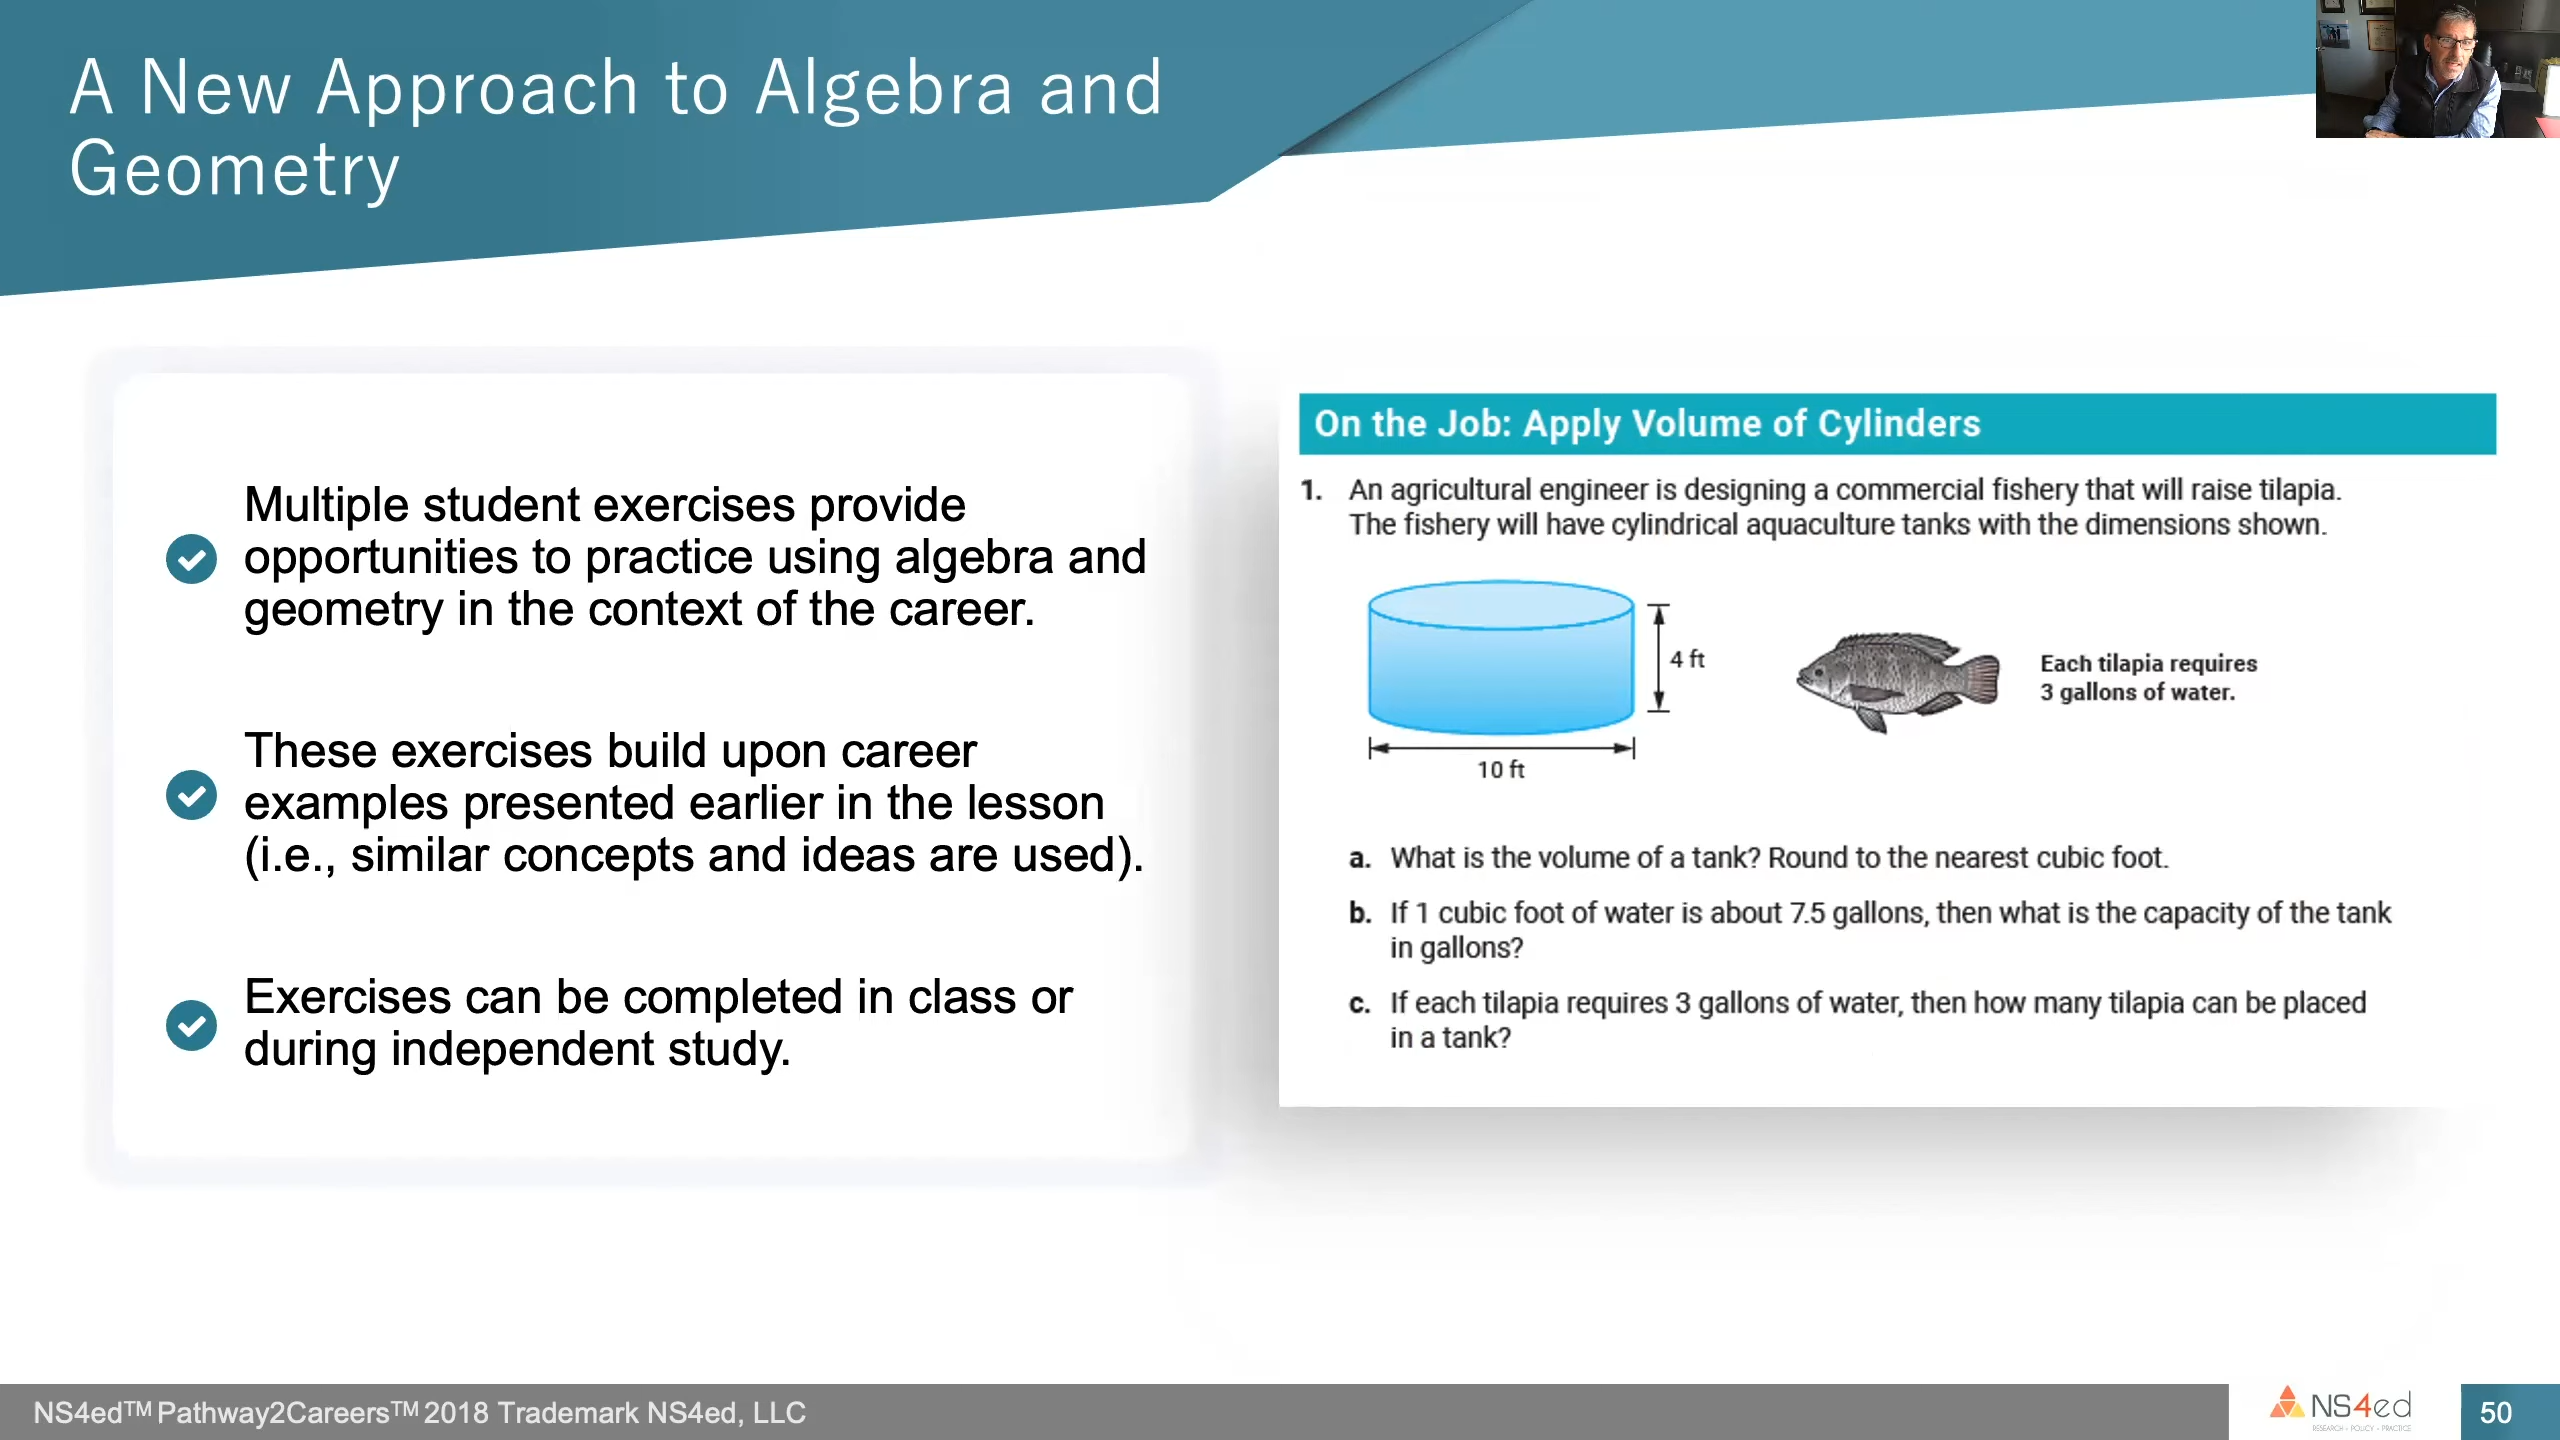 A New Approach to Algebra and
Geometry
Multiple student exercises provide
opportunities to practice using algebra and
geometry in the context of the career.
These exercises build upon career
examples presented earlier in the lesson
(i.e., similar concepts and ideas are used).
Exercises can be completed in class or
during independent study.
On the Job: Apply Volume of Cylinders
1. An agricultural engineer is designing a commercial fishery that will raise tilapia.
The fishery will have cylindrical aquaculture tanks with the dimensions shown.
4 ft
10 ft
Each tilapia requires
3 gallons of water.
a. What is the volume of a tank? Round to the nearest cubic foot.
b. If 1 cubic foot of water is about 7.5 gallons, then what is the capacity of the tank
in gallons?
c. If each tilapia requires 3 gallons of water, then how many tilapia can be placed
in a tank?
NS4ed™ Pathway2Careers™ 2018 Trademark NS4ed, LLC
NS4ed
RESEARCH • POLICY • PRACTICE
50